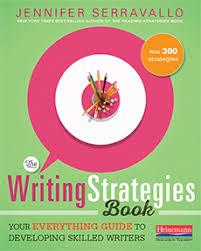 JENNIFER SERRAVALLO
NEW YORK TIMES BEST-SELLING AUTHOR OF THE READING STRATEGIES BOOK
With 300
strategies
The
Writing Strategies
Book
YOUR EVERYTHING GUIDE TO
DEVELOPING SKILLED WRITERS
Heinemann